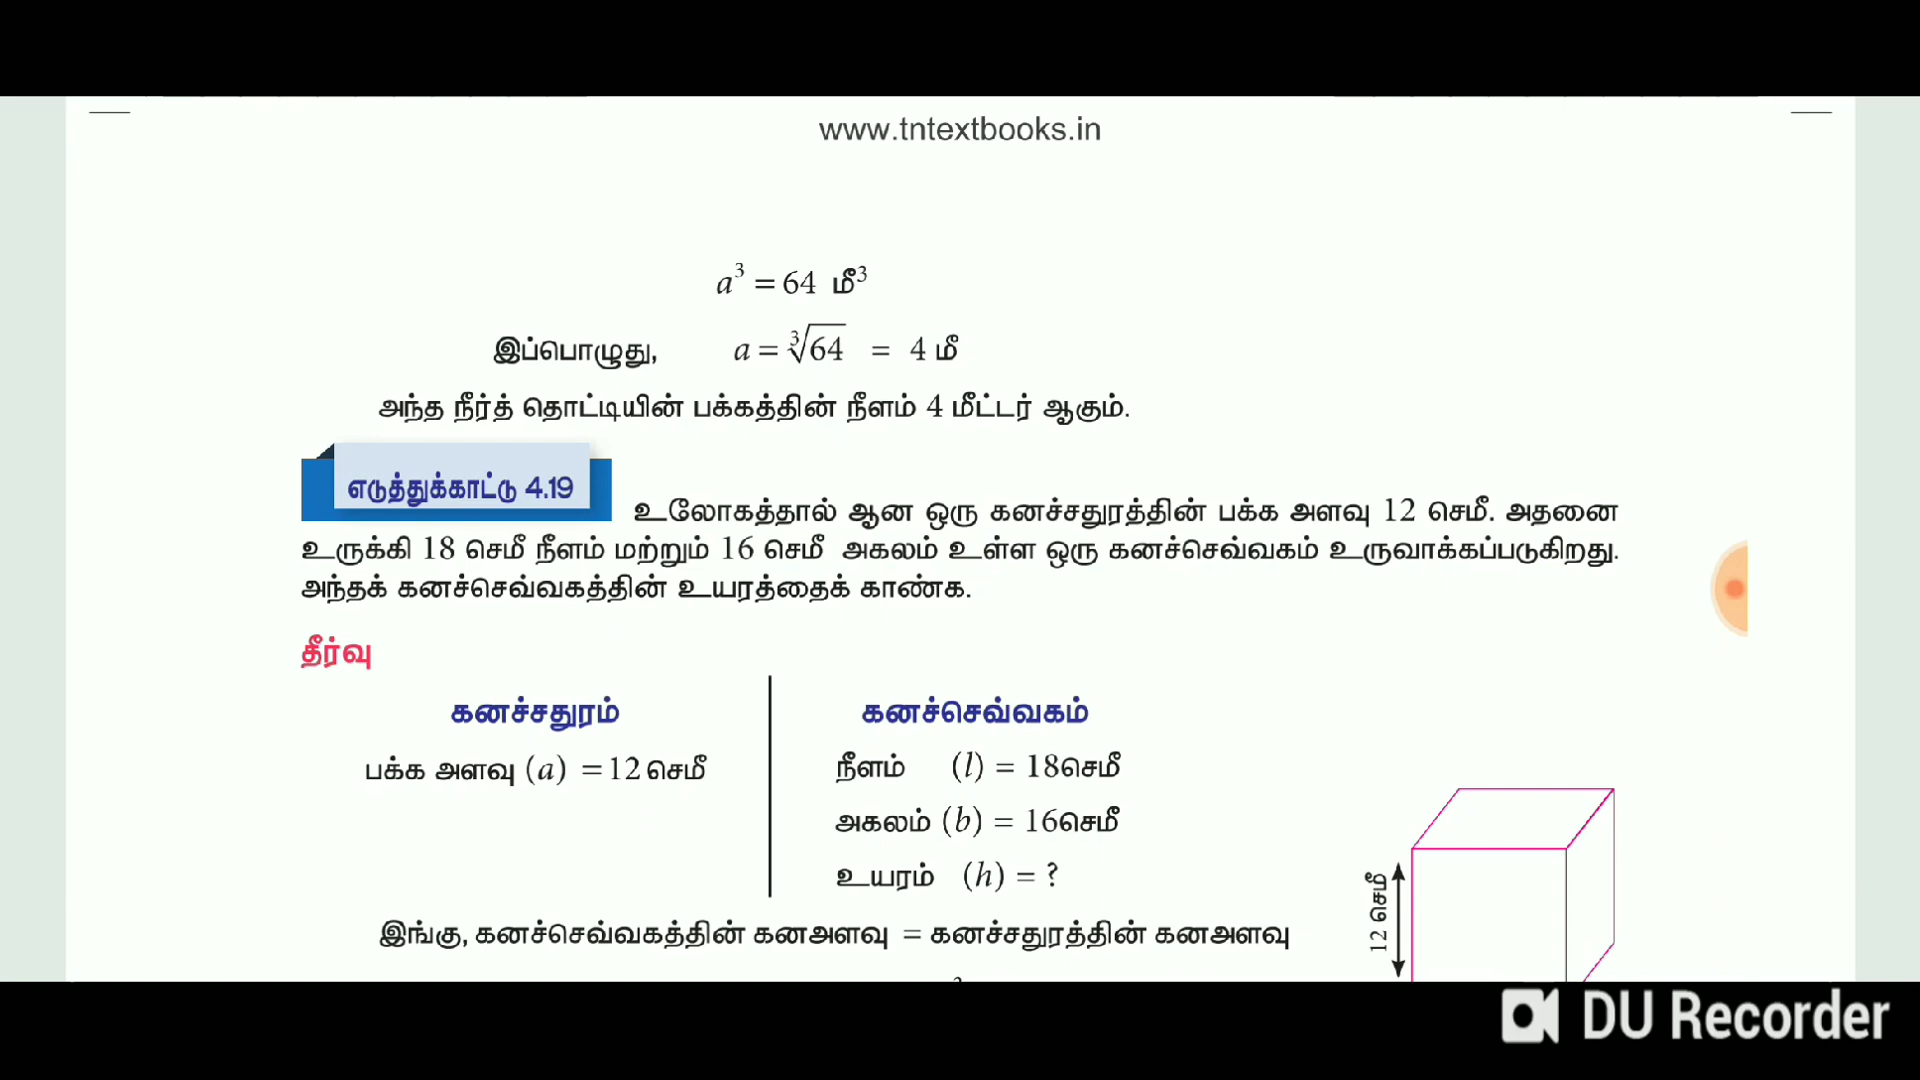 www.tntextbooks.in
a³ = 64 மீ³
இப்பொழுது, a = ∛64 = 4 மீ
அந்த நீர்த் தொட்டியின் பக்கத்தின் நீளம் 4 மீட்டர் ஆகும்.
எடுத்துக்காட்டு 4.19
உலோகத்தால் ஆன ஒரு கனச்சதுரத்தின் பக்க அளவு 12 செமீ. அதனை
உருக்கி 18 செமீ நீளம் மற்றும் 16 செமீ அகலம் உள்ள ஒரு கனச்செவ்வகம் உருவாக்கப்படுகிறது.
அந்தக் கனச்செவ்வகத்தின் உயரத்தைக் காண்க.
தீர்வு
கனச்சதுரம்
பக்க அளவு (a) = 12 செமீ
கனச்செவ்வகம்
நீளம் (l) = 18செமீ
அகலம் (b) = 16செமீ
உயரம் (h) = ?
12 செமீ
இங்கு, கனச்செவ்வகத்தின் கனஅளவு = கனச்சதுரத்தின் கனஅளவு
DU Recorder